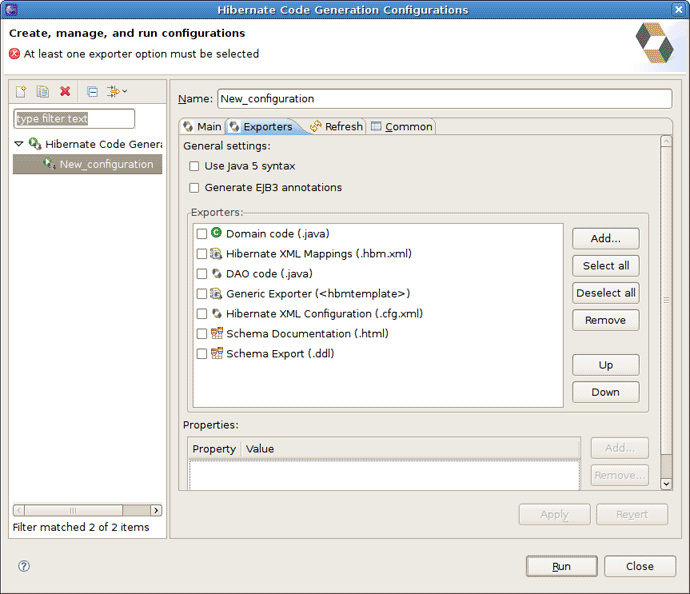 Hibernate Code Generation Configurations
Create, manage, and run configurations
At least one exporter option must be selected
type filter text
Hibernate Code Genera
New_configuration
Filter matched 2 of 2 items
Name: New_configuration
Main Exporters Refresh Common
General settings:
Use Java 5 syntax
Generate EJB3 annotations
Exporters:
Domain code (.java)
Hibernate XML Mappings (.hbm.xml)
DAO code (.java)
Generic Exporter (<hbmtemplate>)
Hibernate XML Configuration (.cfg.xml)
Schema Documentation (.html)
Schema Export (.ddl)
Add...
Select all
Deselect all
Remove
Up
Down
Properties:
Property Value
Add...
Remove...
Apply Revert
Run Close